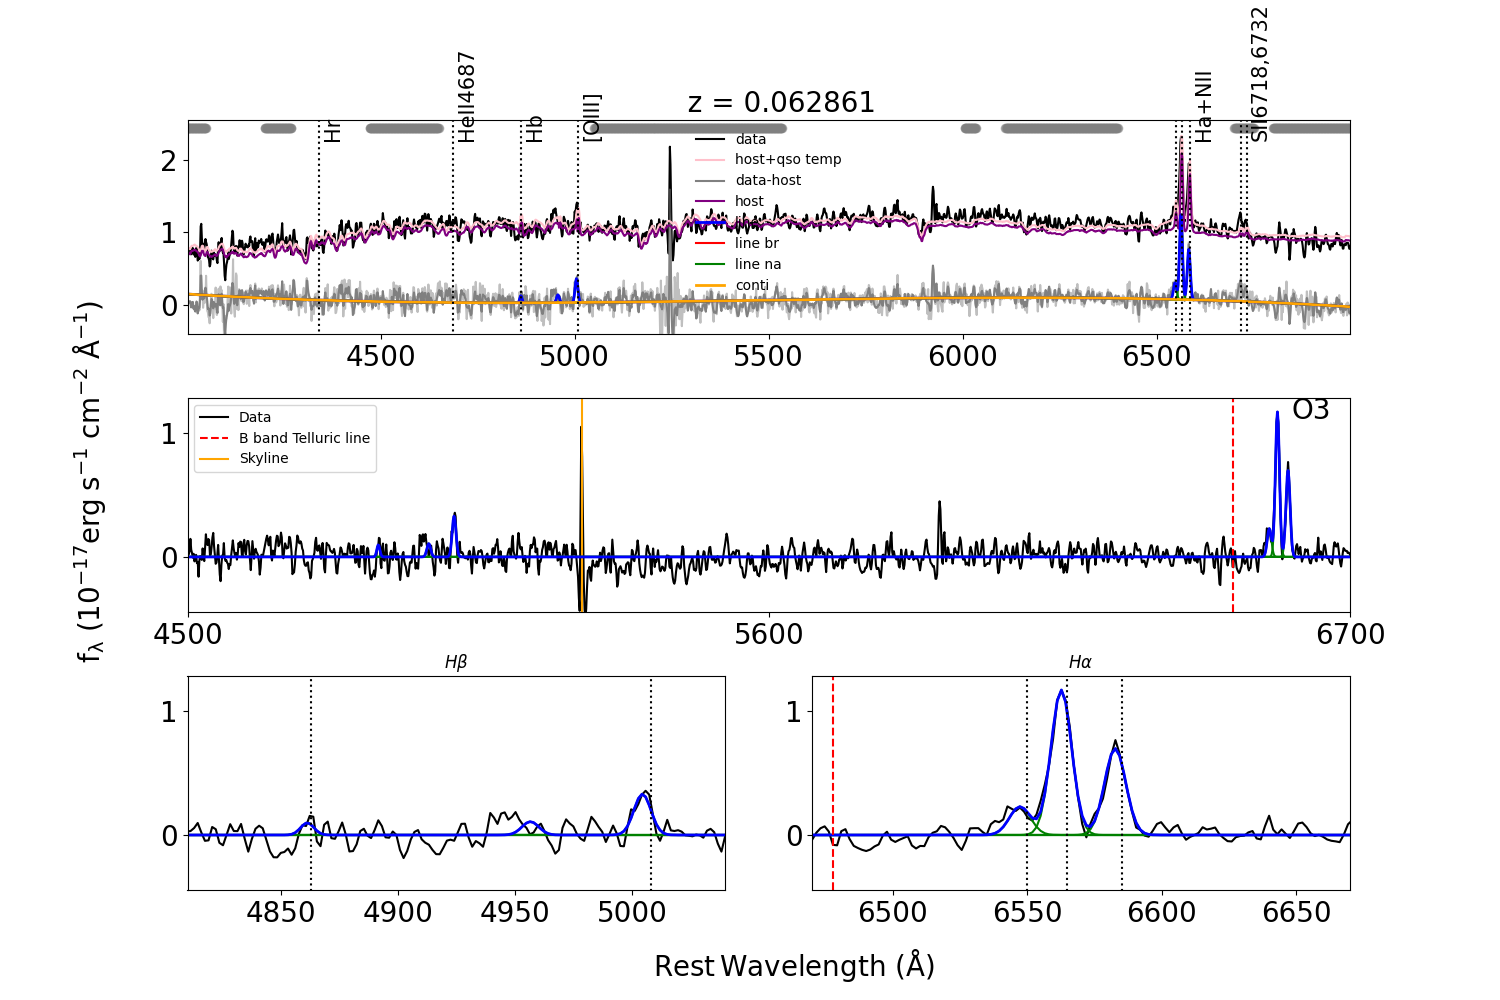 z = 0.062861
Hr
HeII4687
Hb
[OIII]
Ha+NII
SII6718,6732
data
host+qso temp
data-host
host
line br
line na
conti
2
1
0
4500 5000 5500 6000 6500
Data
B band Telluric line
Skyline
O3
1
0
4500 5600 6700
fλ (10−17erg s−1 cm−2 Å−1)
Hβ
1
0
4850 4900 4950 5000
Hα
1
0
6500 6550 6600 6650
Rest Wavelength (Å)